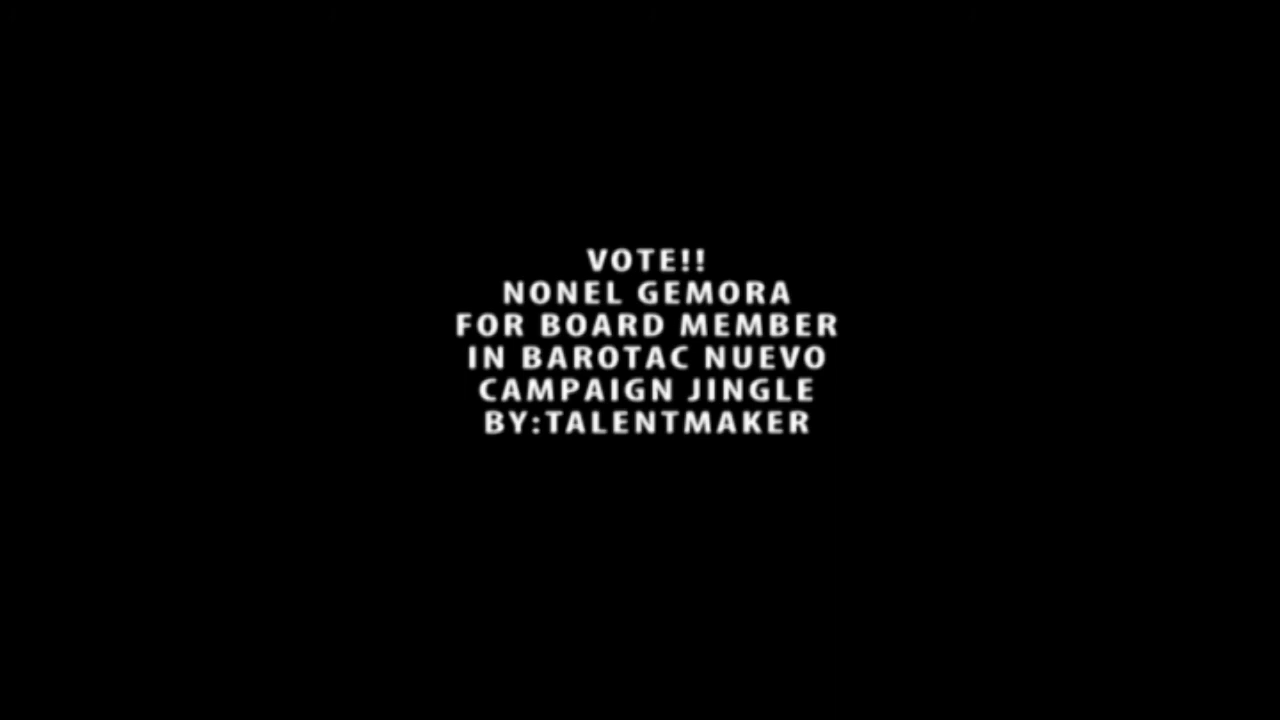 VOTE!!
NONEL GEMORA
FOR BOARD MEMBER
IN BAROTAC NUEVO
CAMPAIGN JINGLE
BY:TALENTMAKER